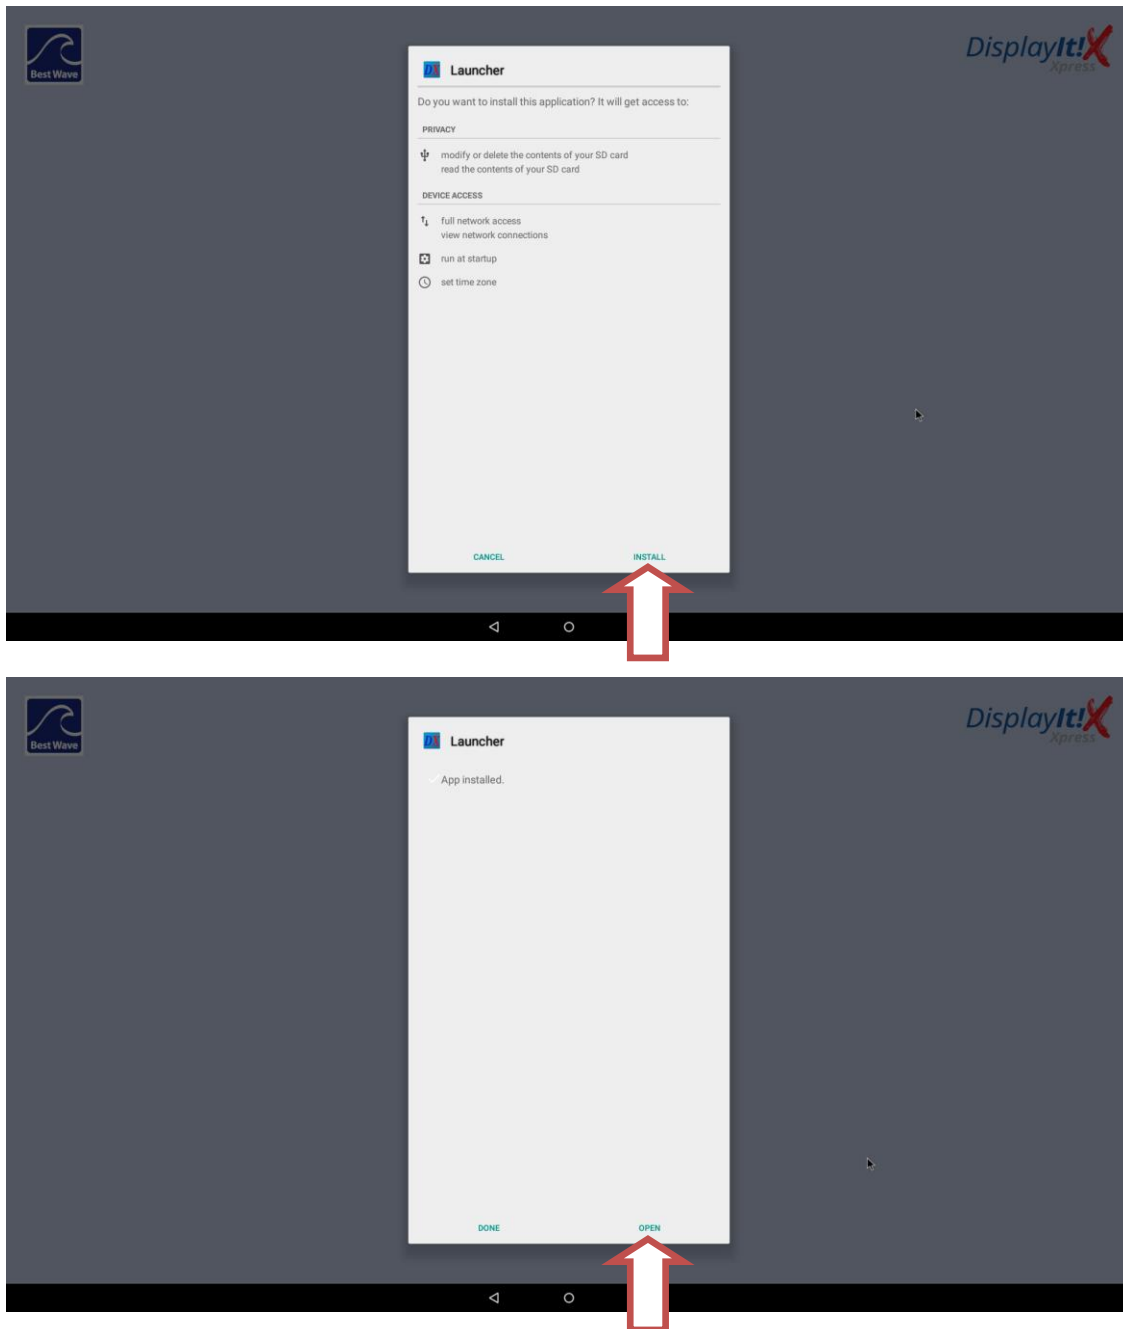 Best Wave
DisplayIt!X
Xpress
DX Launcher
Do you want to install this application? It will get access to:
PRIVACY
modify or delete the contents of your SD card
read the contents of your SD card
DEVICE ACCESS
full network access
view network connections
run at startup
set time zone
CANCEL INSTALL
Best Wave
DisplayIt!X
Xpress
DX Launcher
App installed.
DONE OPEN